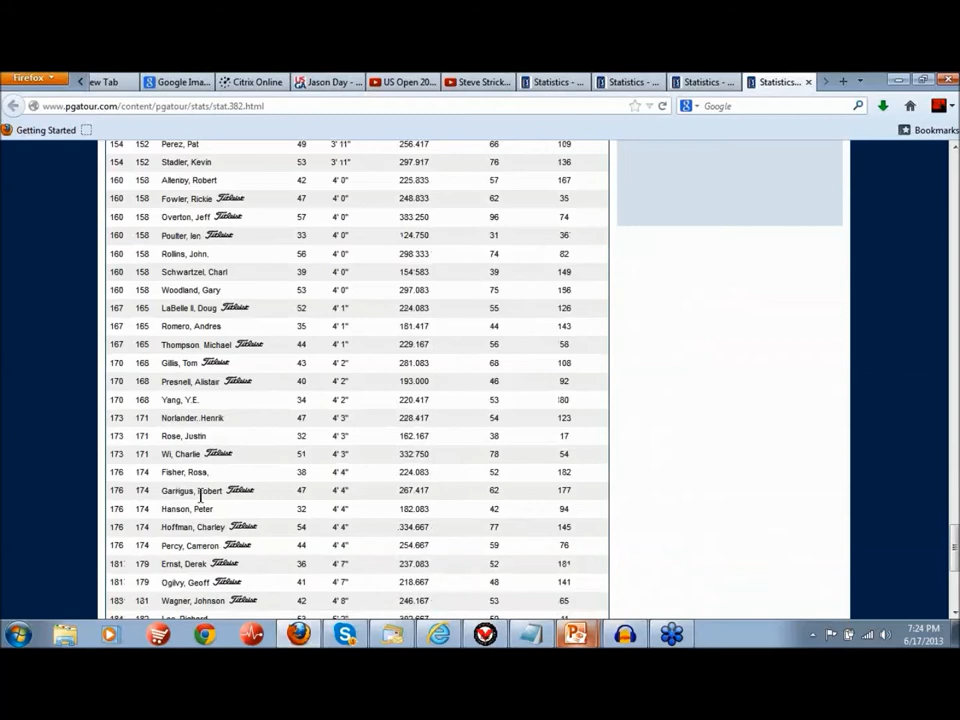 Firefox
ew Tab Google Ima... Citrix Online Jason Day -... US Open 20... Steve Strick... Statistics - ... Statistics - ... Statistics - ... Statistics...
www.pgatour.com/content/pgatour/stats/stat.382.html Google
Getting Started Bookmarks
154 152 Perez, Pat 49 3' 11" 256.417 66 109
154 152 Stadler, Kevin 53 3' 11" 297.917 76 136
160 158 Allenby, Robert 42 4' 0" 225.833 57 167
160 158 Fowler, Rickie Titleist 47 4' 0" 248.833 62 35
160 158 Overton, Jeff Titleist 57 4' 0" 383.250 96 74
160 158 Poulter, Ian Titleist 33 4' 0" 124.750 31 36
160 158 Rollins, John. 56 4' 0" 298.333 74 82
160 158 Schwartzel, Charl 39 4' 0" 154.583 39 149
160 158 Woodland, Gary 53 4' 0" 297.083 75 156
167 165 LaBelle II, Doug Titleist 52 4' 1" 224.083 55 126
167 165 Romero, Andres 35 4' 1" 181.417 44 143
167 165 Thompson, Michael Titleist 44 4' 1" 229.167 56 58
170 168 Gillis, Tom Titleist 43 4' 2" 281.083 68 108
170 168 Presnell, Alistair Titleist 40 4' 2" 193.000 46 92
170 168 Yang, Y.E. 34 4' 2" 220.417 53 180
173 171 Norlander, Henrik 47 4' 3" 228.417 54 123
173 171 Rose, Justin 32 4' 3" 162.167 38 17
173 171 Wi, Charlie Titleist 51 4' 3" 332.750 78 54
176 174 Fisher, Ross, 38 4' 4" 224.083 52 182
176 174 Garrigus, Robert Titleist 47 4' 4" 267.417 62 177
176 174 Hanson, Peter 32 4' 4" 182.083 42 94
176 174 Hoffman, Charley Titleist 54 4' 4" 334.667 77 145
176 174 Percy, Cameron 44 4' 4" 254.667 59 76
181 179 Ernst, Derek Titleist 36 4' 7" 237.083 52 184
181 179 Ogilvy, Geoff Titleist 41 4' 7" 218.667 48 141
183 181 Wagner, Johnson Titleist 42 4' 8" 246.167 53 65
7:24 PM
6/17/2013